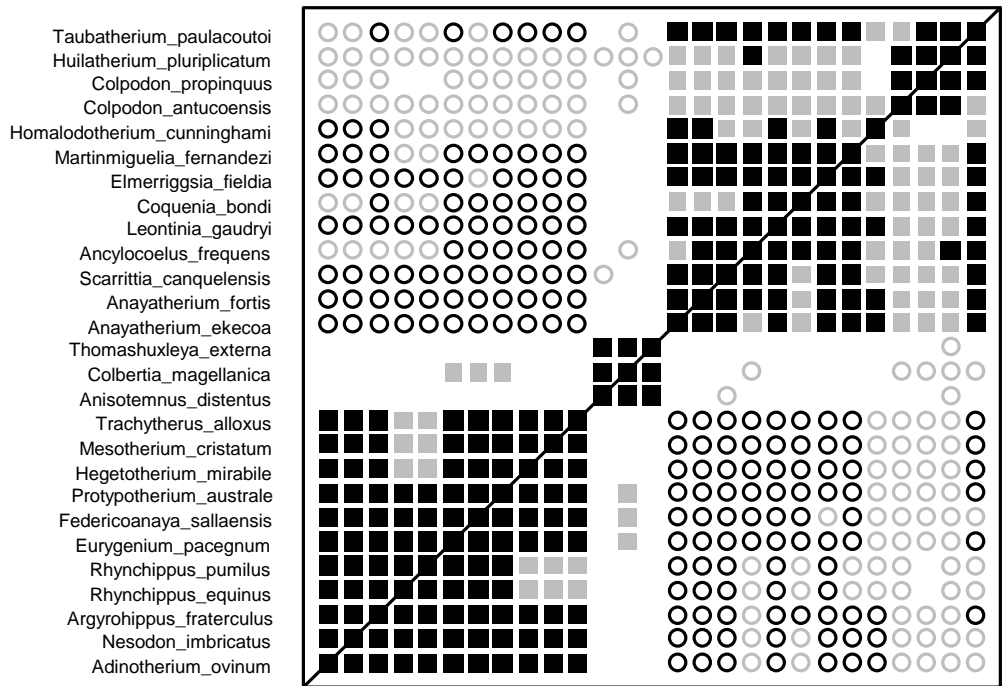 Taubatherium_paulacoutoi
Huilatherium_pluriplicatum
Colpodon_propinquus
Colpodon_antucoensis
Homalodotherium_cunninghami
Martinmiguelia_fernandezi
Elmerriggsia_fieldia
Coquenia_bondi
Leontinia_gaudryi
Ancylocoelus_frequens
Scarrittia_canquelensis
Anayatherium_fortis
Anayatherium_ekecoa
Thomashuxleya_externa
Colbertia_magellanica
Anisotemnus_distentus
Trachytherus_alloxus
Mesotherium_cristatum
Hegetotherium_mirabile
Protypotherium_australe
Federicoanaya_sallaensis
Eurygenium_pacegnum
Rhynchippus_pumilus
Rhynchippus_equinus
Argyrohippus_fraterculus
Nesodon_imbricatus
Adinotherium_ovinum